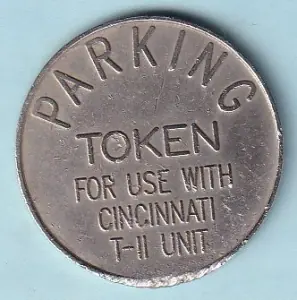 PARKING
TOKEN
FOR USE WITH
CINCINNATI
T-II UNIT